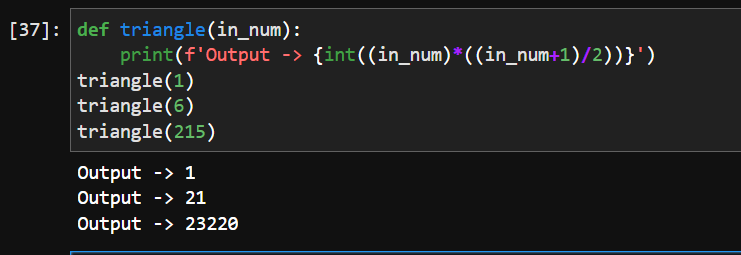 [37]: def triangle(in_num):
    print(f'Output -> {int((in_num)*((in_num+1)/2))}')
triangle(1)
triangle(6)
triangle(215)
Output -> 1
Output -> 21
Output -> 23220